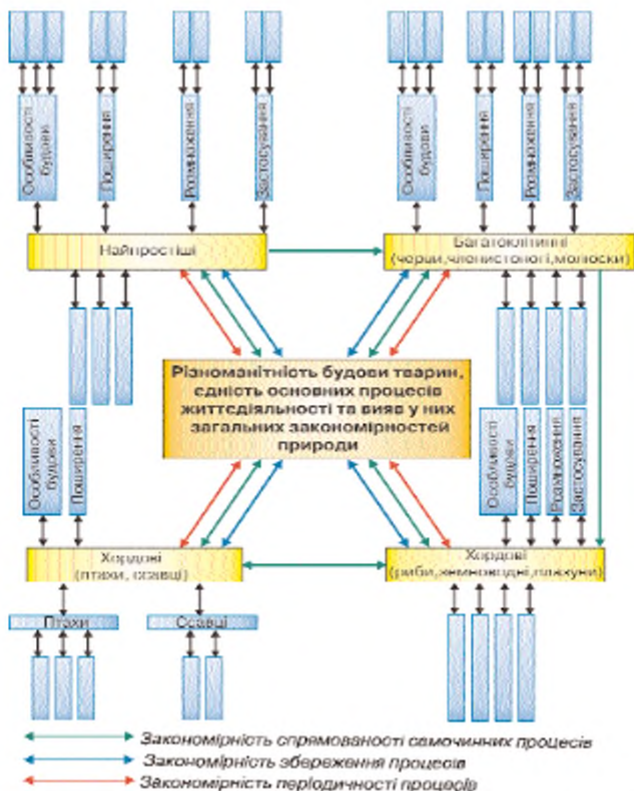 Особливості
будови
Поширення
Розмноження
Застосування
Особливості
будови
Поширення
Розмноження
Застосування
Найпростіші
Багатоклітинні
(черви,членистоногі,молюски)
Різноманітність будови тварин,
єдність основних процесів
життєдіяльності та вияв у них
загальних закономірностей
природи
Особливості
будови
Поширення
Особливості
будови
Поширення
Розмноження
Застосування
Хордові
(птахи, ссавці)
Хордові
(риби,земноводні,плазуни)
Птахи
Ссавці
Закономірність спрямованості самочинних процесів
Закономірність збереження процесів
Закономірність періодичності процесів